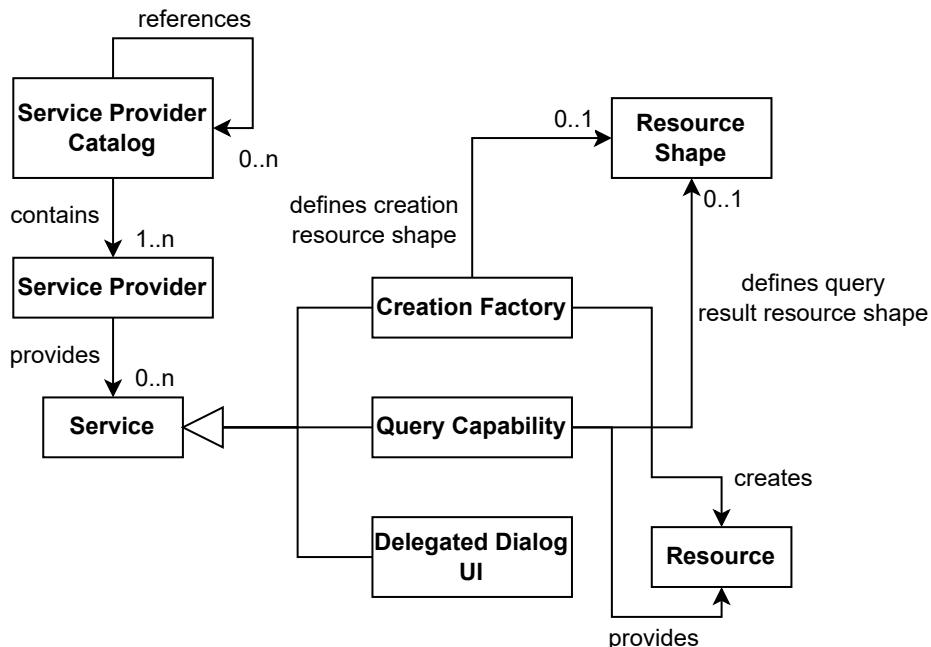 references
Service Provider
Catalog
0..n
contains
1..n
Service Provider
provides
0..n
Service
0..1
Resource
Shape
0..1
defines creation
resource shape
defines query
result resource shape
Creation Factory
Query Capability
creates
Delegated Dialog
UI
Resource
provides